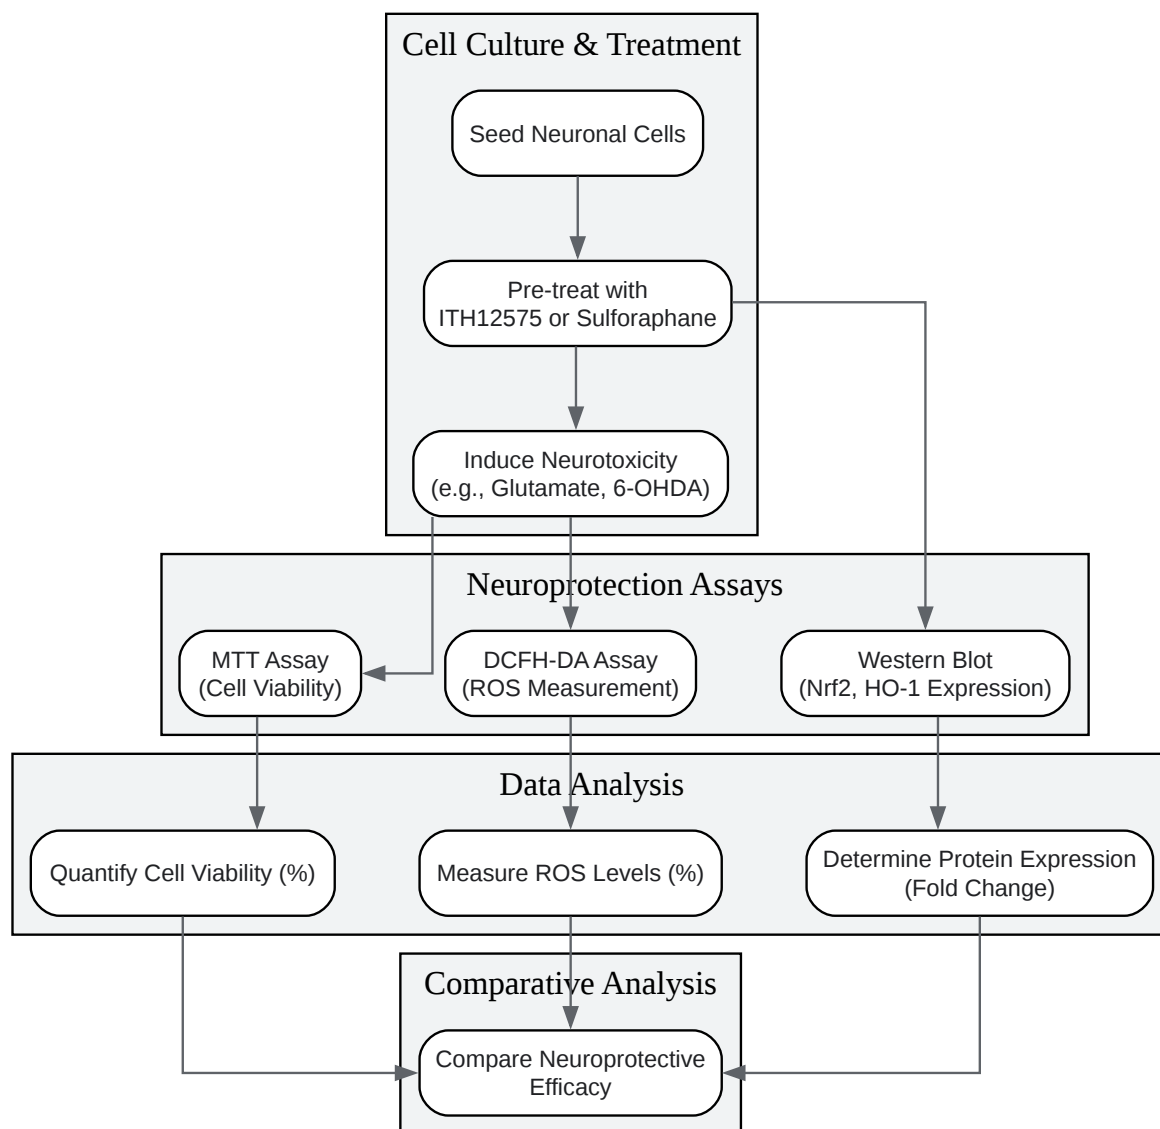 Cell Culture & Treatment
Seed Neuronal Cells
Pre-treat with
ITH12575 or Sulforaphane
Induce Neurotoxicity
(e.g., Glutamate, 6-OHDA)
Neuroprotection Assays
MTT Assay
(Cell Viability)
DCFH-DA Assay
(ROS Measurement)
Western Blot
(Nrf2, HO-1 Expression)
Data Analysis
Quantify Cell Viability (%)
Measure ROS Levels (%)
Determine Protein Expression
(Fold Change)
Comparative Analysis
Compare Neuroprotective
Efficacy